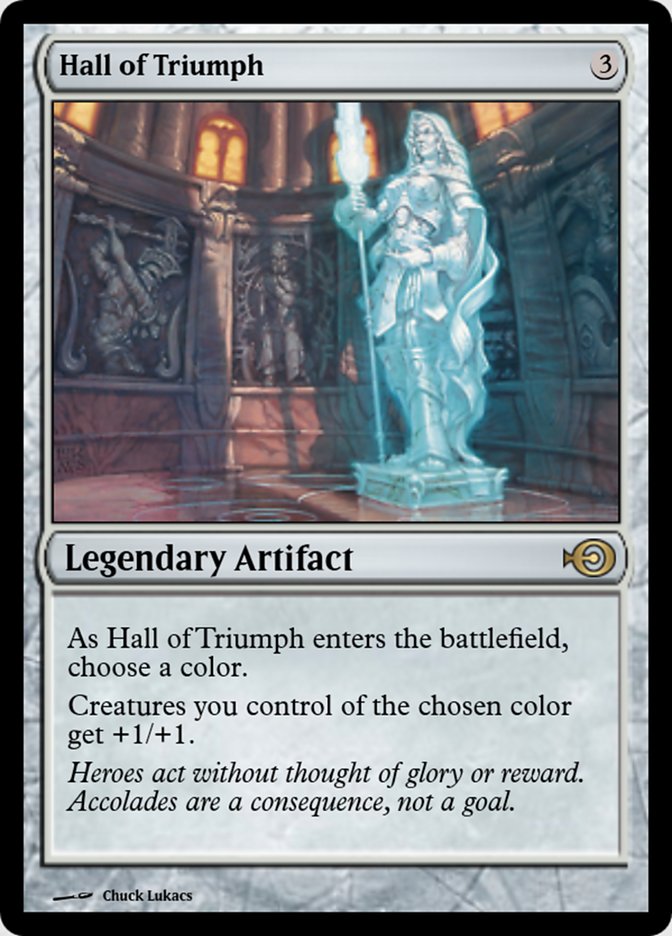 Hall of Triumph 3
Legendary Artifact
As Hall of Triumph enters the battlefield,
choose a color.
Creatures you control of the chosen color
get +1/+1.
Heroes act without thought of glory or reward.
Accolades are a consequence, not a goal.
Chuck Lukacs